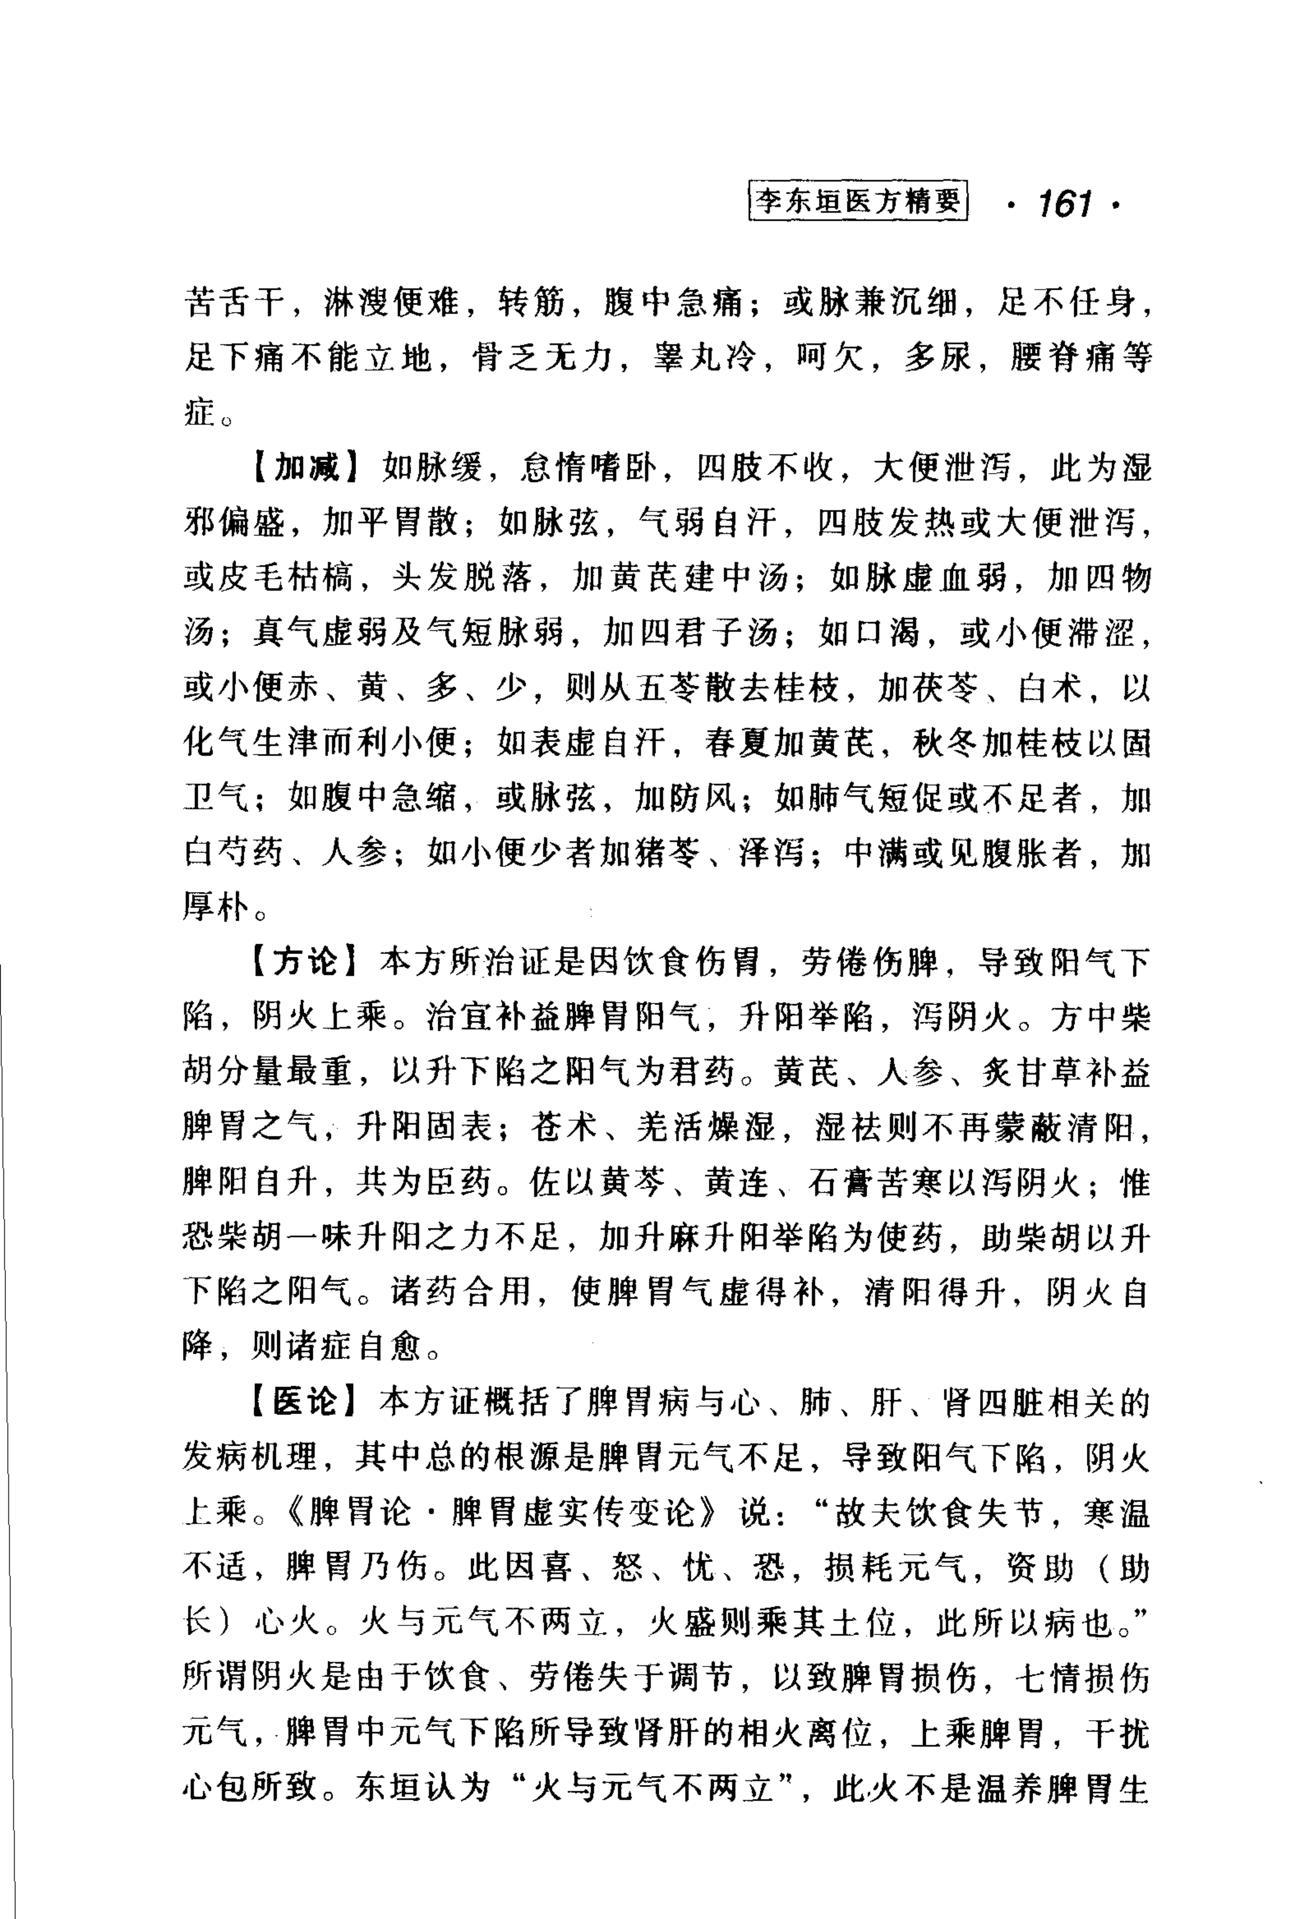 李东垣医方精要 · 161 ·
苦舌干，淋溲便难，转筋，腹中急痛；或脉兼沉细，足不任身，
足下痛不能立地，骨乏无力，睾丸冷，呵欠，多尿，腰脊痛等
症。
【加减】如脉缓，怠惰嗜卧，四肢不收，大便泄泻，此为湿
邪偏盛，加平胃散；如脉弦，气弱自汗，四肢发热或大便泄泻，
或皮毛枯槁，头发脱落，加黄芪建中汤；如脉虚血弱，加四物
汤；真气虚弱及气短脉弱，加四君子汤；如口渴，或小便滞涩，
或小便赤、黄、多、少，则从五苓散去桂枝，加茯苓、白术，以
化气生津而利小便；如表虚自汗，春夏加黄芪，秋冬加桂枝以固
卫气；如腹中急缩，或脉弦，加防风；如肺气短促或不足者，加
白芍药、人参；如小便少者加猪苓、泽泻；中满或见腹胀者，加
厚朴。
【方论】本方所治证是因饮食伤胃，劳倦伤脾，导致阳气下
陷，阴火上乘。治宜补益脾胃阳气，升阳举陷，泻阴火。方中柴
胡分量最重，以升下陷之阳气为君药。黄芪、人参、炙甘草补益
脾胃之气，升阳固表；苍术、羌活燥湿，湿祛则不再蒙蔽清阳，
脾阳自升，共为臣药。佐以黄芩、黄连、石膏苦寒以泻阴火；惟
恐柴胡一味升阳之力不足，加升麻升阳举陷为使药，助柴胡以升
下陷之阳气。诸药合用，使脾胃气虚得补，清阳得升，阴火自
降，则诸症自愈。
【医论】本方证概括了脾胃病与心、肺、肝、肾四脏相关的
发病机理，其中总的根源是脾胃元气不足，导致阳气下陷，阴火
上乘。《脾胃论·脾胃虚实传变论》说：“故夫饮食失节，寒温
不适，脾胃乃伤。此因喜、怒、忧、恐，损耗元气，资助（助
长）心火。火与元气不两立，火盛则乘其土位，此所以病也。”
所谓阴火是由于饮食、劳倦失于调节，以致脾胃损伤，七情损伤
元气，脾胃中元气下陷所导致肾肝的相火离位，上乘脾胃，干扰
心包所致。东垣认为“火与元气不两立”，此火不是温养脾胃生